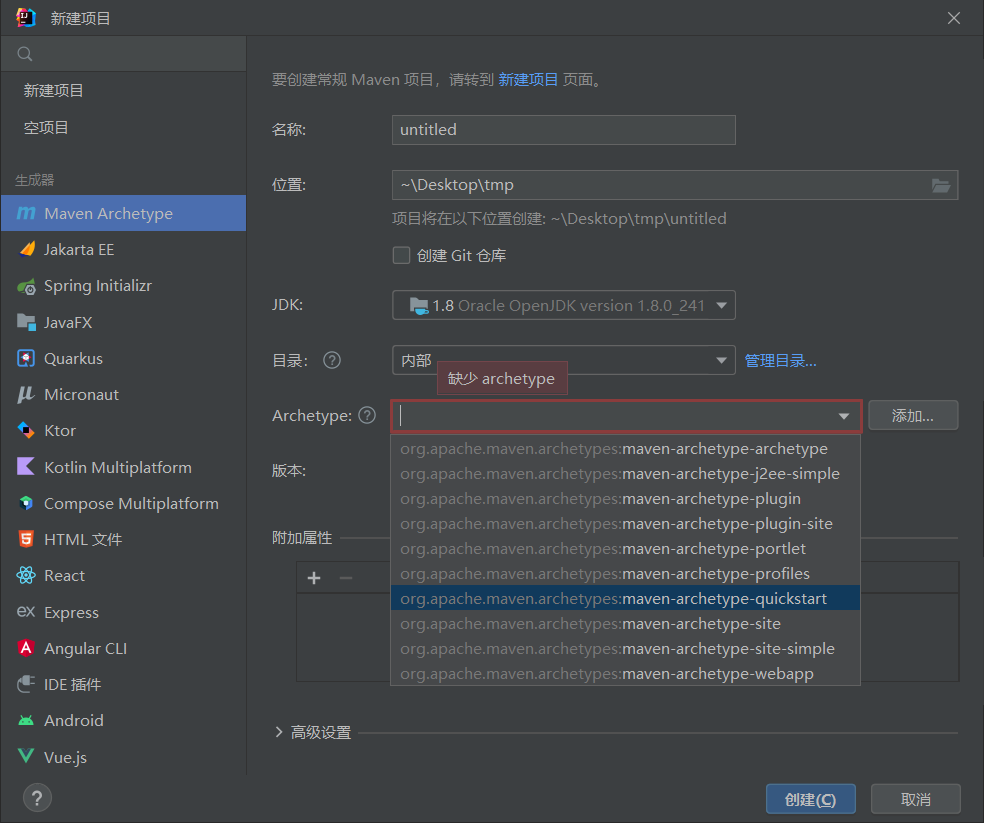 新建项目
新建项目
空项目
生成器
Maven Archetype
Jakarta EE
Spring Initializr
JavaFX
Quarkus
Micronaut
Ktor
Kotlin Multiplatform
Compose Multiplatform
HTML 文件
React
ex Express
Angular CLI
IDE 插件
Android
Vue.js
要创建常规 Maven 项目，请转到 新建项目 页面。
名称: untitled
位置: ~\Desktop\tmp
项目将在以下位置创建: ~\Desktop\tmp\untitled
创建 Git 仓库
JDK: 1.8 Oracle OpenJDK version 1.8.0_241
目录: ? 内部 管理目录...
缺少 archetype
Archetype: ? 添加...
org.apache.maven.archetypes:maven-archetype-archetype
org.apache.maven.archetypes:maven-archetype-j2ee-simple
org.apache.maven.archetypes:maven-archetype-plugin
org.apache.maven.archetypes:maven-archetype-plugin-site
org.apache.maven.archetypes:maven-archetype-portlet
org.apache.maven.archetypes:maven-archetype-profiles
org.apache.maven.archetypes:maven-archetype-quickstart
org.apache.maven.archetypes:maven-archetype-site
org.apache.maven.archetypes:maven-archetype-site-simple
org.apache.maven.archetypes:maven-archetype-webapp
版本:
附加属性
高级设置
? 创建(C) 取消